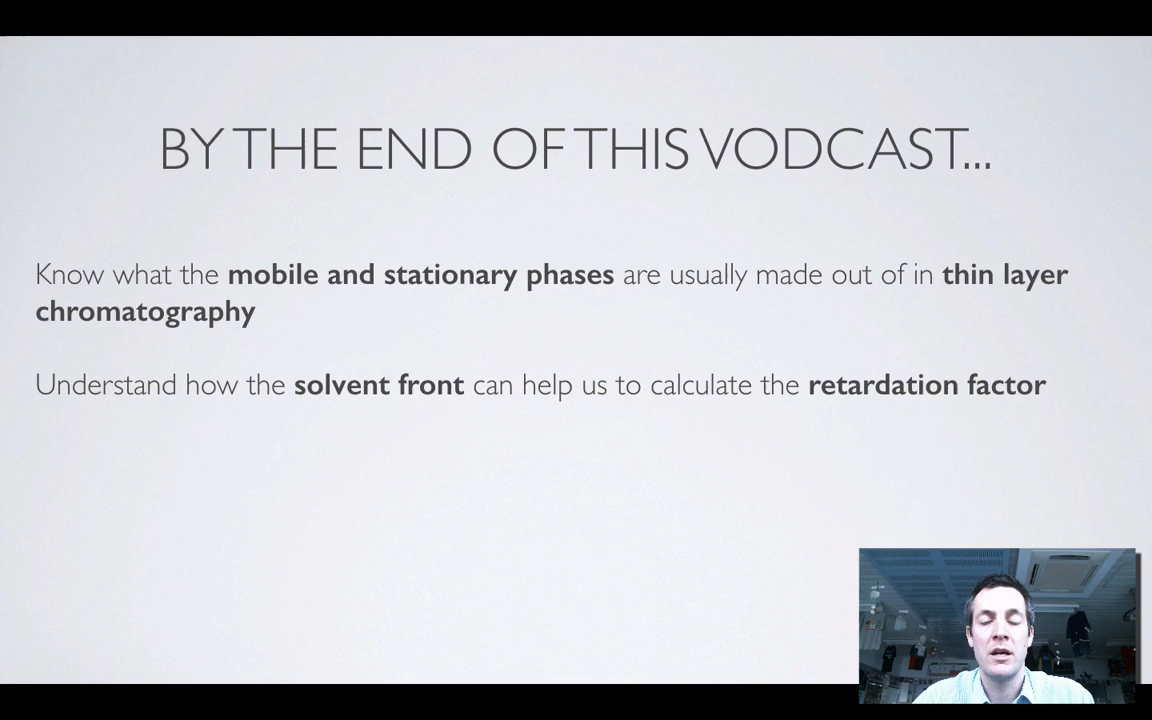 BY THE END OF THIS VODCAST...
Know what the mobile and stationary phases are usually made out of in thin layer
chromatography
Understand how the solvent front can help us to calculate the retardation factor